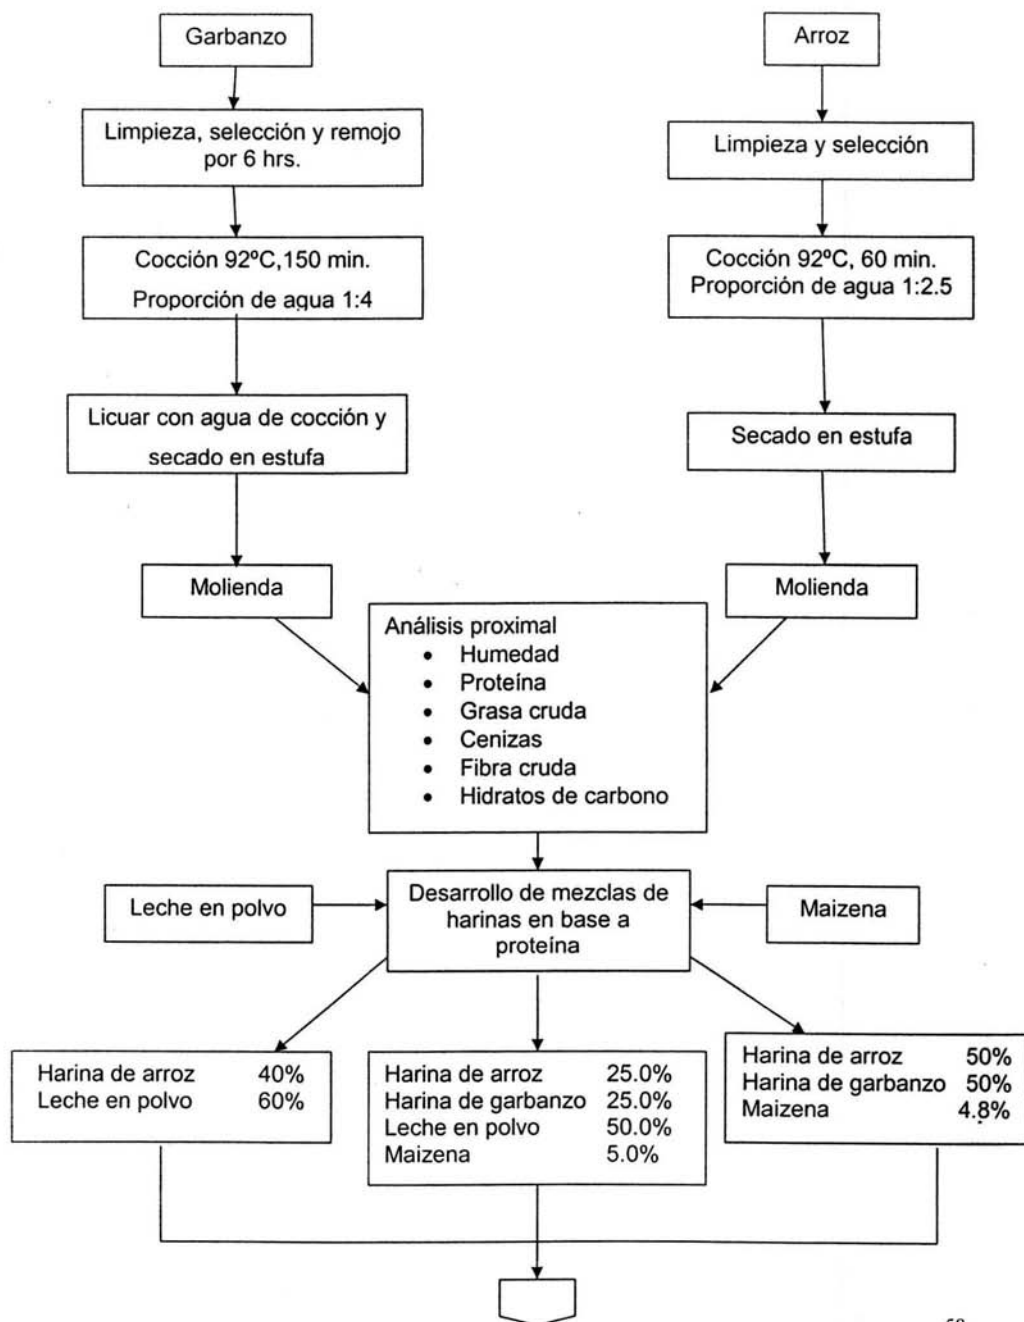 Garbanzo
Arroz
Limpieza, selección y remojo
por 6 hrs.
Limpieza y selección
Cocción 92ºC,150 min.
Proporción de agua 1:4
Cocción 92ºC, 60 min.
Proporción de agua 1:2.5
Licuar con agua de cocción y
secado en estufa
Secado en estufa
Molienda
Molienda
Análisis proximal
• Humedad
• Proteína
• Grasa cruda
• Cenizas
• Fibra cruda
• Hidratos de carbono
Leche en polvo
Desarrollo de mezclas de
harinas en base a
proteína
Maizena
Harina de arroz 40%
Leche en polvo 60%
Harina de arroz 25.0%
Harina de garbanzo 25.0%
Leche en polvo 50.0%
Maizena 5.0%
Harina de arroz 50%
Harina de garbanzo 50%
Maizena 4.8%